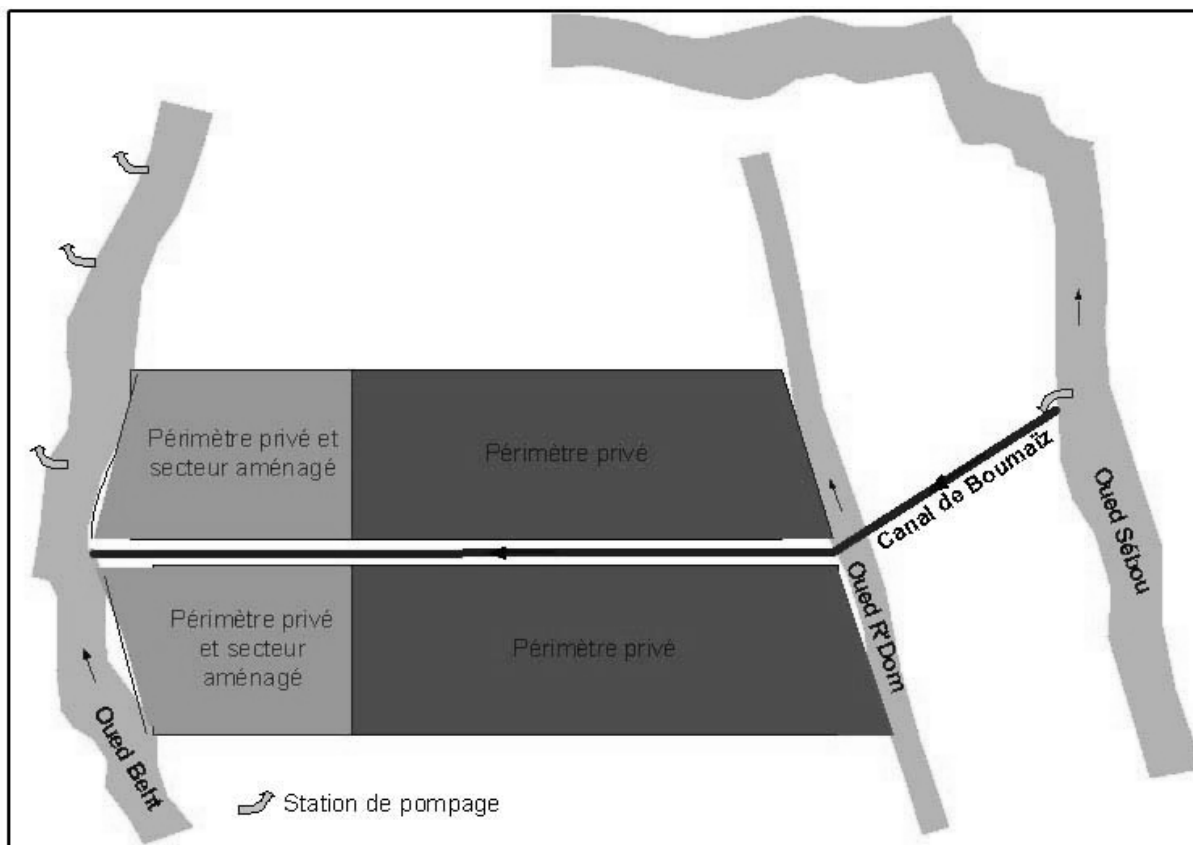 Périmètre privé et
secteur aménagé
Périmètre privé
Canal de Boumaïz
Oued Sébou
Périmètre privé
et secteur
aménagé
Périmètre privé
Oued R'Dom
Oued Beht
Station de pompage